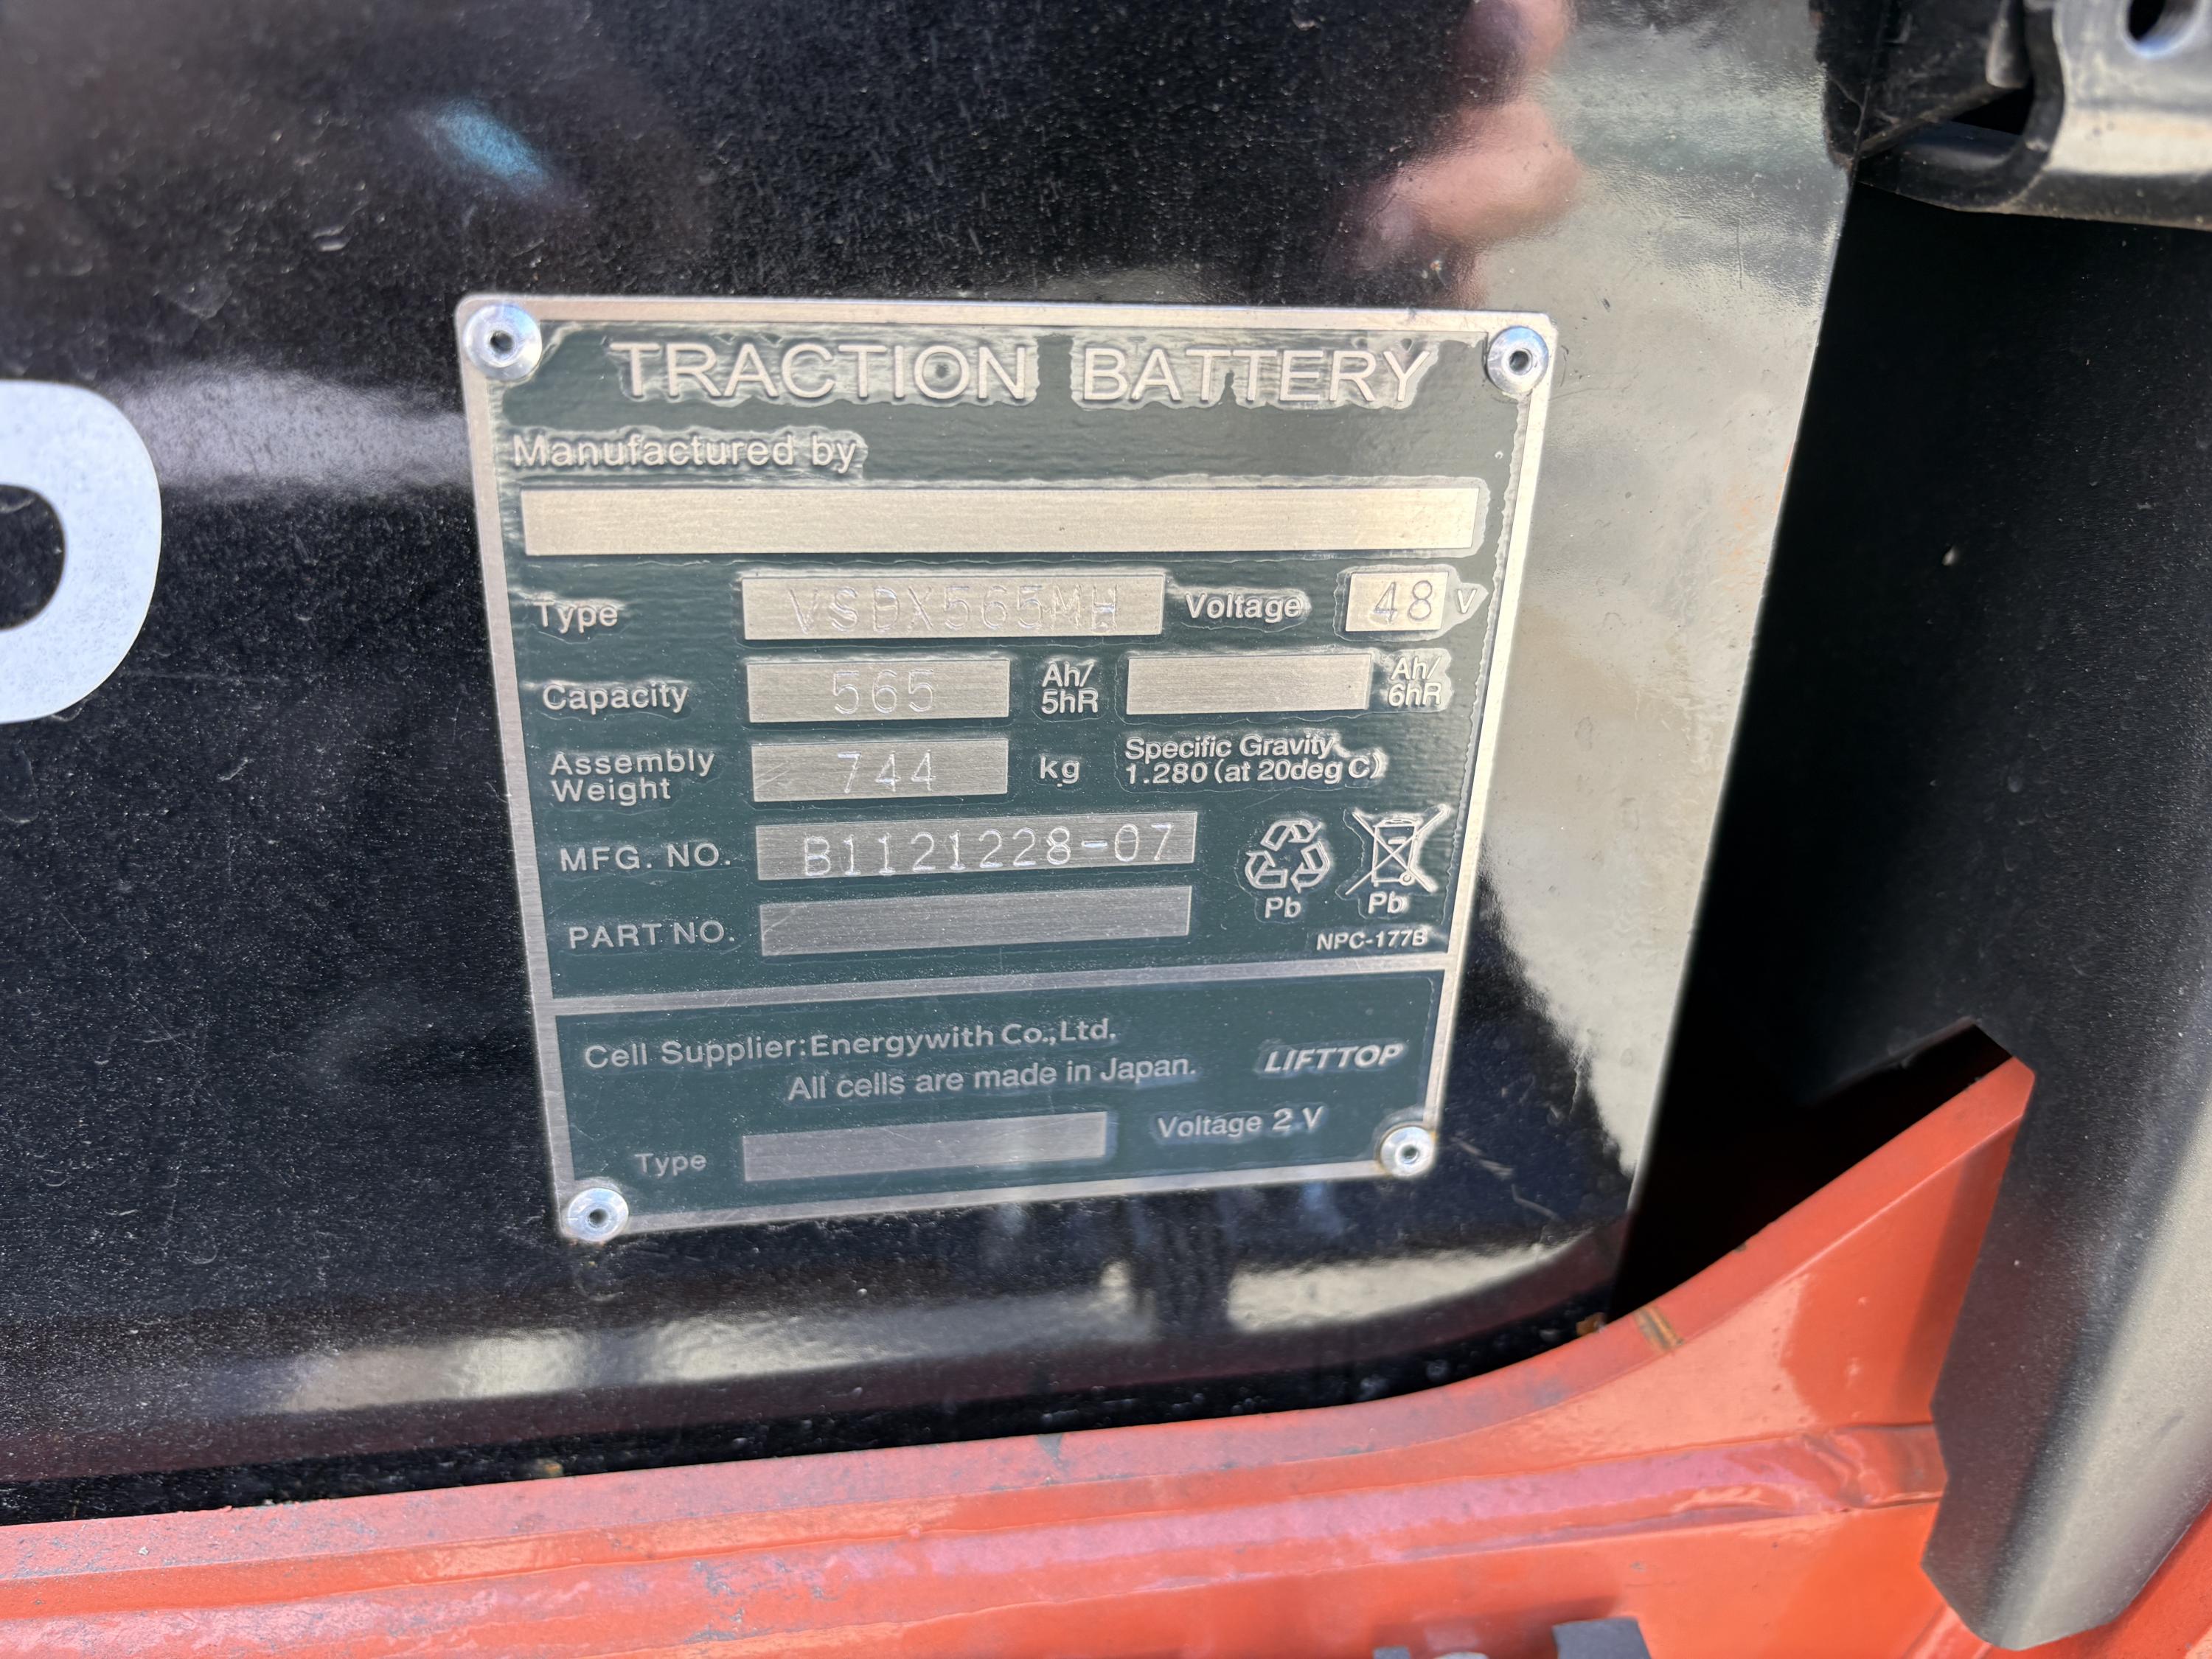 TRACTION BATTERY
Manufactured by
Type VSDX565MH Voltage 48 V
Capacity 565 Ah/5hR Ah/6hR
Assembly Weight 744 kg Specific Gravity 1.280 (at 20deg C)
MFG. NO. B1121228-07
Pb Pb
PART NO.
NPC-177B
Cell Supplier:Energywith Co.,Ltd.
All cells are made in Japan.
LIFTTOP
Type Voltage 2 V